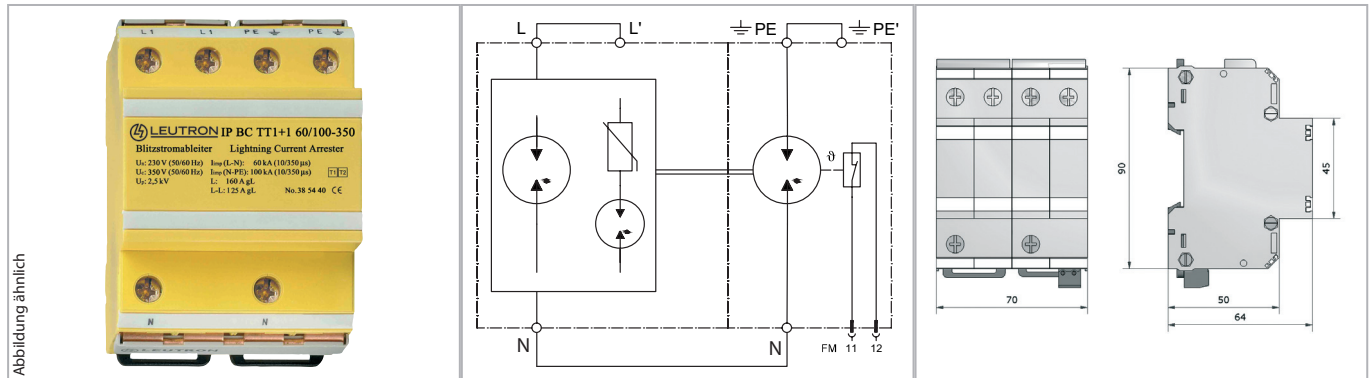 Abbildung ähnlich
L1 L1 PE PE
LEUTRON IP BC TT1+1 60/100-350
Blitzstromableiter Lightning Current Arrester
Un: 230 V (50/60 Hz) Iimp (L-N): 60 kA (10/350 µs)
Uc: 350 V (50/60 Hz) Iimp (N-PE): 100 kA (10/350 µs) T1 T2
Up: 2,5 kV L: 160 A gL
L-L: 125 A gL No. 38 54 40 CE
N N
LEUTRON
L L' PE PE'
ϑ
N N FM 11 12
90
70
45
50
64